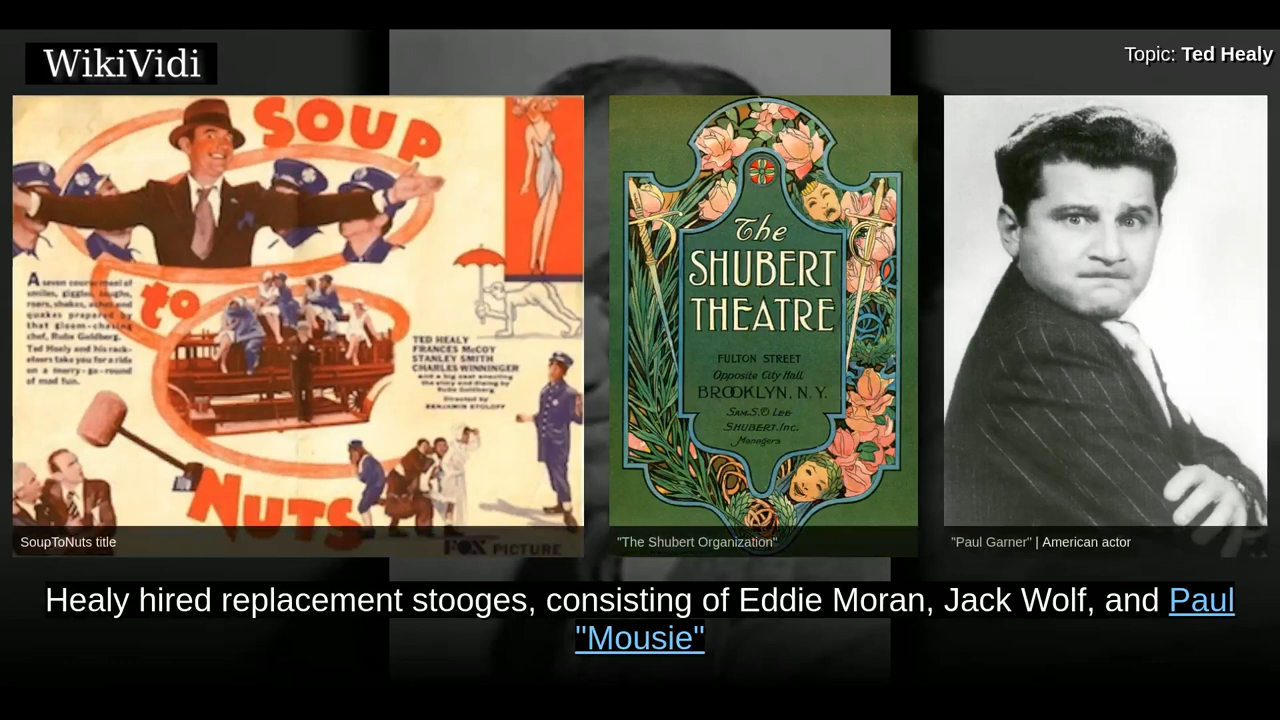 WikiVidi
Topic: Ted Healy
SOUP
to
NUTS
A seven course meal of
smiles, giggles, laughs,
roars, shakes, aches and
quakes prepared by
that gloom-chasing
chef, Rube Goldberg.
Ted Healy and his rack-
eteers take you for a ride
on a merry-go-round
of mad fun.
TED HEALY
FRANCES McCOY
STANLEY SMITH
CHARLES WINNINGER
and a big cast enacting
the story and dialog by
Rube Goldberg
Directed by
BENJAMIN STOLOFF
FOX PICTURE
SoupToNuts title
The
SHUBERT
THEATRE
FULTON STREET
Opposite City Hall
BROOKLYN, N.Y.
SAM.S.& LEE
SHUBERT.INC.
Managers
"The Shubert Organization"
"Paul Garner" | American actor
Healy hired replacement stooges, consisting of Eddie Moran, Jack Wolf, and Paul
"Mousie"